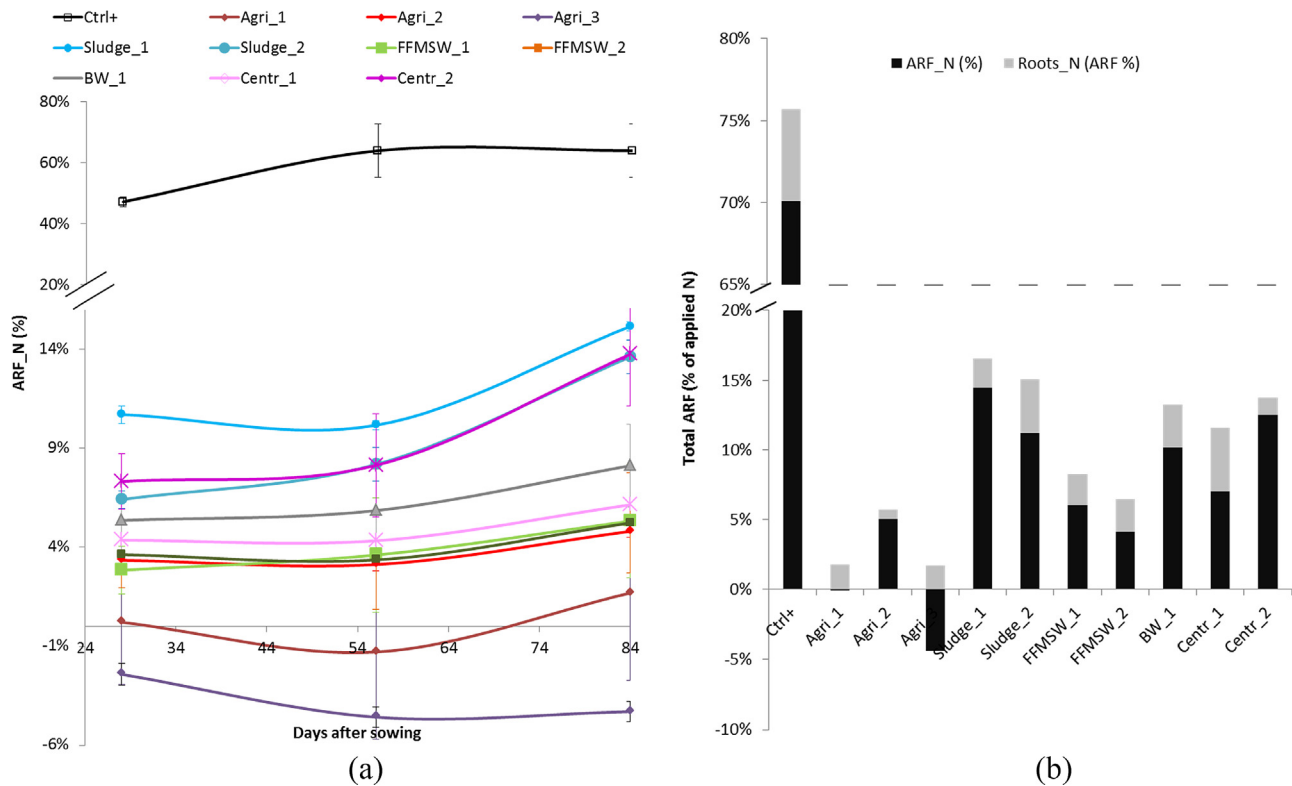 Ctrl+ Agri_1 Agri_2 Agri_3
Sludge_1 Sludge_2 FFMSW_1 FFMSW_2
BW_1 Centr_1 Centr_2
80%
60%
40%
20%
14%
9%
4%
-1%
-6%
ARF_N (%)
24 34 44 54 64 74 84
Days after sowing
(a)
ARF_N (%) Roots_N (ARF %)
80%
75%
70%
65%
20%
15%
10%
5%
0%
-5%
-10%
Total ARF (% of applied N)
Ctrl+
Agri_1
Agri_2
Agri_3
Sludge_1
Sludge_2
FFMSW_1
FFMSW_2
BW_1
Centr_1
Centr_2
(b)